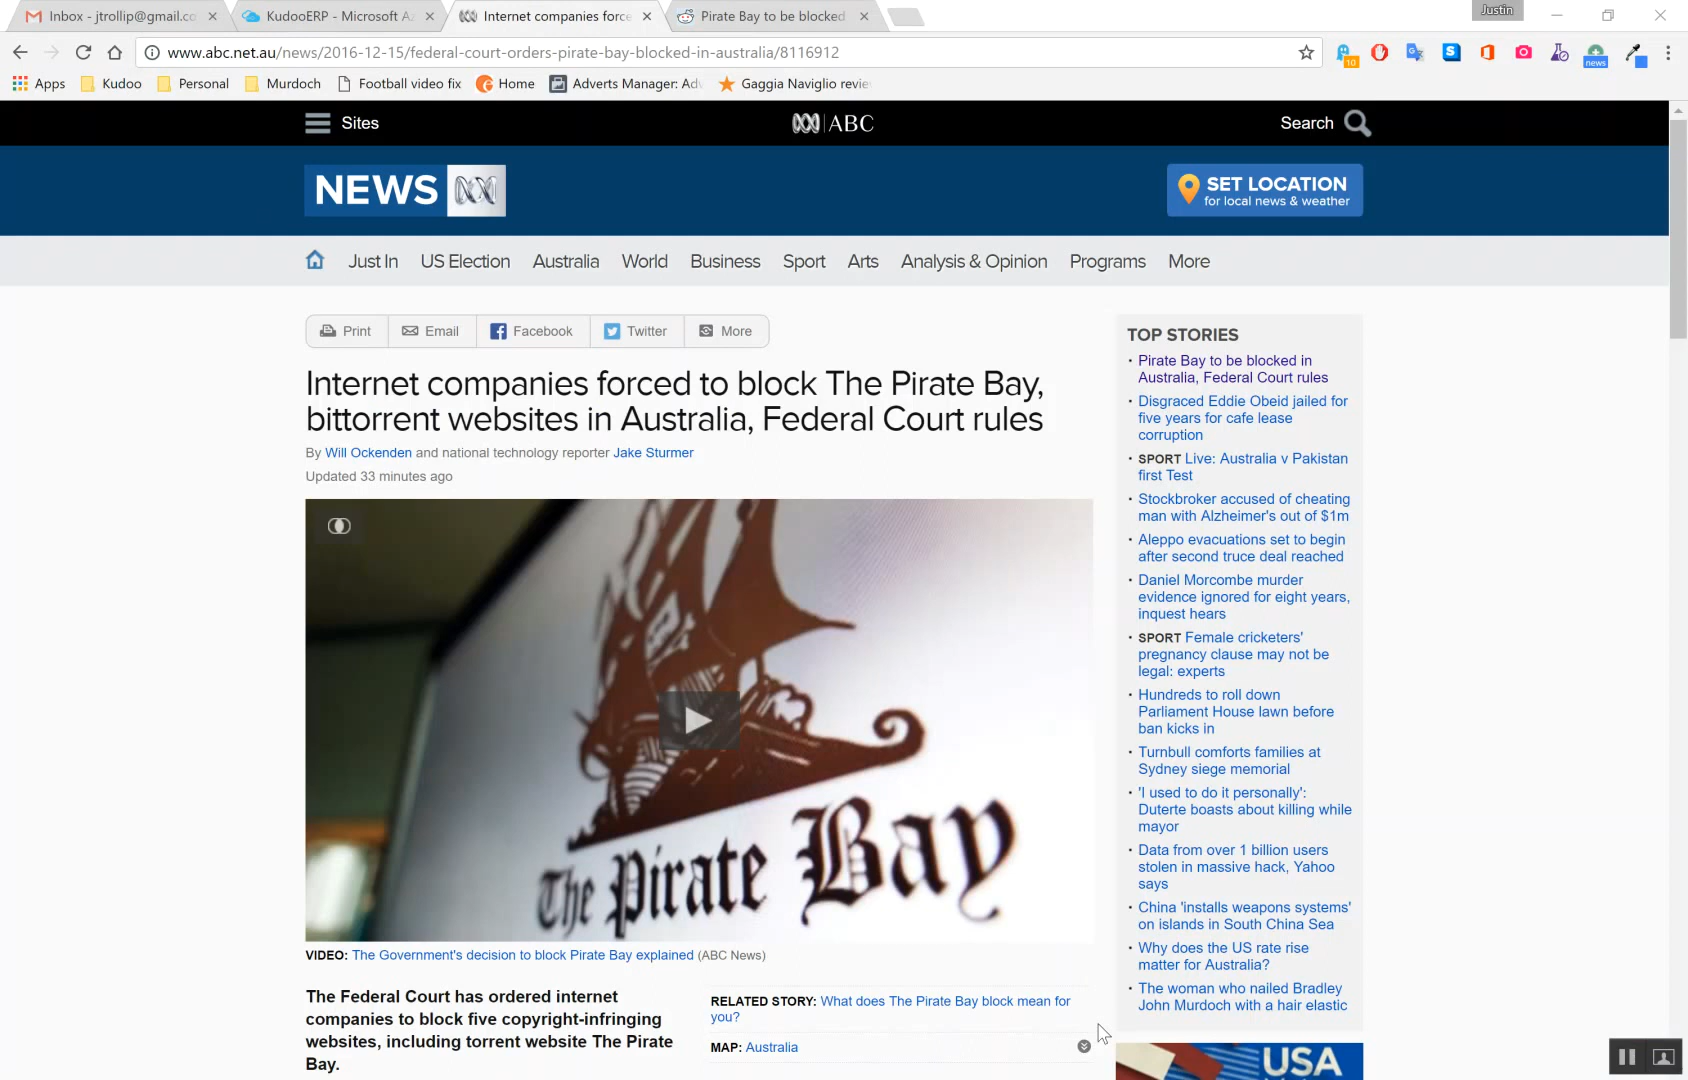 Inbox - jtrollip@gmail.co
KudooERP - Microsoft A
Internet companies force
Pirate Bay to be blocked
Justin
www.abc.net.au/news/2016-12-15/federal-court-orders-pirate-bay-blocked-in-australia/8116912
10
news
Apps
Kudoo
Personal
Murdoch
Football video fix
Home
Adverts Manager: Adv
Gaggia Naviglio revie
Sites
ABC
Search
NEWS
SET LOCATION
for local news & weather
Just In
US Election
Australia
World
Business
Sport
Arts
Analysis & Opinion
Programs
More
Print
Email
Facebook
Twitter
More
Internet companies forced to block The Pirate Bay,
bittorrent websites in Australia, Federal Court rules
By Will Ockenden and national technology reporter Jake Sturmer
Updated 33 minutes ago
The Pirate Bay
VIDEO: The Government's decision to block Pirate Bay explained (ABC News)
The Federal Court has ordered internet
companies to block five copyright-infringing
websites, including torrent website The Pirate
Bay.
RELATED STORY: What does The Pirate Bay block mean for
you?
MAP: Australia
TOP STORIES
Pirate Bay to be blocked in
Australia, Federal Court rules
Disgraced Eddie Obeid jailed for
five years for cafe lease
corruption
SPORT Live: Australia v Pakistan
first Test
Stockbroker accused of cheating
man with Alzheimer's out of $1m
Aleppo evacuations set to begin
after second truce deal reached
Daniel Morcombe murder
evidence ignored for eight years,
inquest hears
SPORT Female cricketers'
pregnancy clause may not be
legal: experts
Hundreds to roll down
Parliament House lawn before
ban kicks in
Turnbull comforts families at
Sydney siege memorial
'I used to do it personally':
Duterte boasts about killing while
mayor
Data from over 1 billion users
stolen in massive hack, Yahoo
says
China 'installs weapons systems'
on islands in South China Sea
Why does the US rate rise
matter for Australia?
The woman who nailed Bradley
John Murdoch with a hair elastic
USA